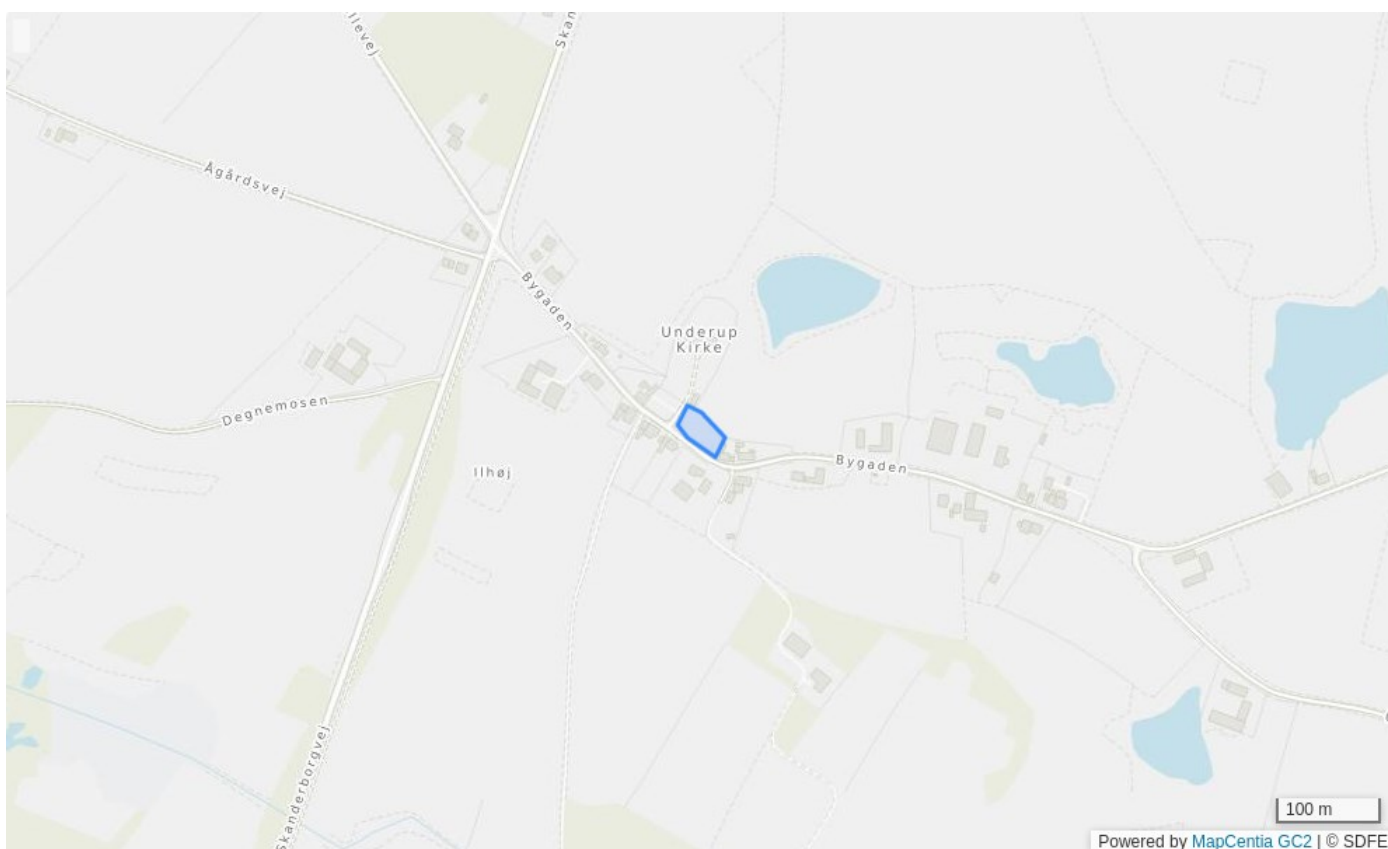 llevej
Skan
Ågårdsvej
Bygaden
Underup
Kirke
Degnemosen
Ilhøj
Bygaden
Skanderborgvej
100 m
Powered by MapCentia GC2 | © SDFE